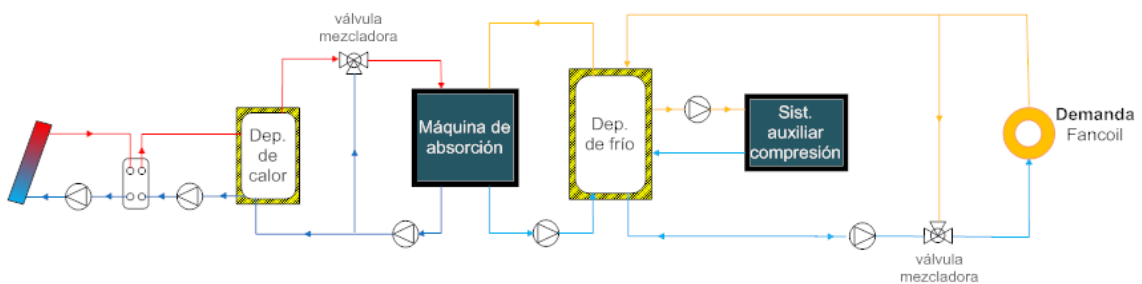 válvula
mezcladora
Dep.
de
calor
Máquina de
absorción
Dep.
de frío
Sist.
auxiliar
compresión
Demanda
Fancoil
válvula
mezcladora